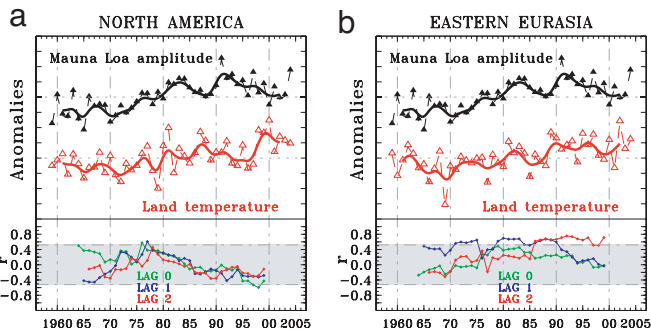 a NORTH AMERICA
Mauna Loa amplitude
Anomalies
Land temperature
r
0.8
0.4
0.0
−0.4
−0.8
LAG 0
LAG 1
LAG 2
1960 65 70 75 80 85 90 95 00 2005
b EASTERN EURASIA
Mauna Loa amplitude
Anomalies
Land temperature
r
0.8
0.4
0.0
−0.4
−0.8
LAG 0
LAG 1
LAG 2
1960 65 70 75 80 85 90 95 00 2005